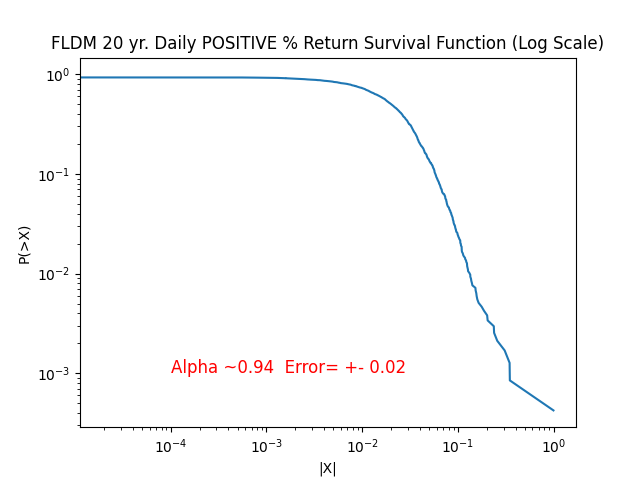 FLDM 20 yr. Daily POSITIVE % Return Survival Function (Log Scale)
10⁰
10⁻¹
10⁻²
10⁻³
P(>X)
Alpha ~0.94  Error= +- 0.02
10⁻⁴ 10⁻³ 10⁻² 10⁻¹ 10⁰
|X|